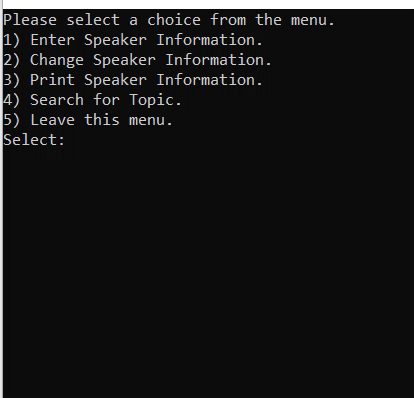 Please select a choice from the menu.
1) Enter Speaker Information.
2) Change Speaker Information.
3) Print Speaker Information.
4) Search for Topic.
5) Leave this menu.
Select: